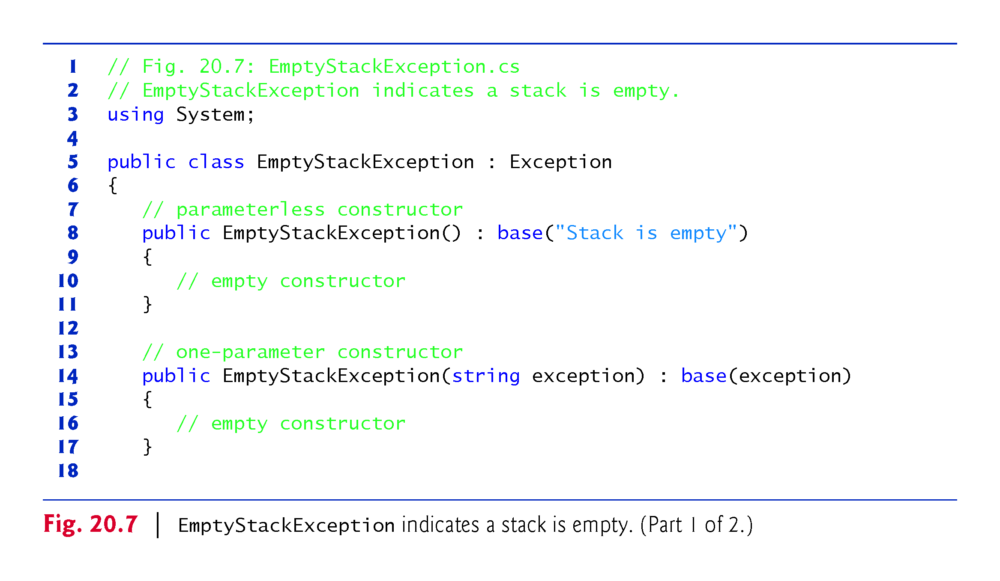 1 // Fig. 20.7: EmptyStackException.cs
2 // EmptyStackException indicates a stack is empty.
3 using System;
4
5 public class EmptyStackException : Exception
6 {
7    // parameterless constructor
8    public EmptyStackException() : base("Stack is empty")
9    {
10       // empty constructor
11    }
12
13    // one-parameter constructor
14    public EmptyStackException(string exception) : base(exception)
15    {
16       // empty constructor
17    }
18
Fig. 20.7 | EmptyStackException indicates a stack is empty. (Part 1 of 2.)